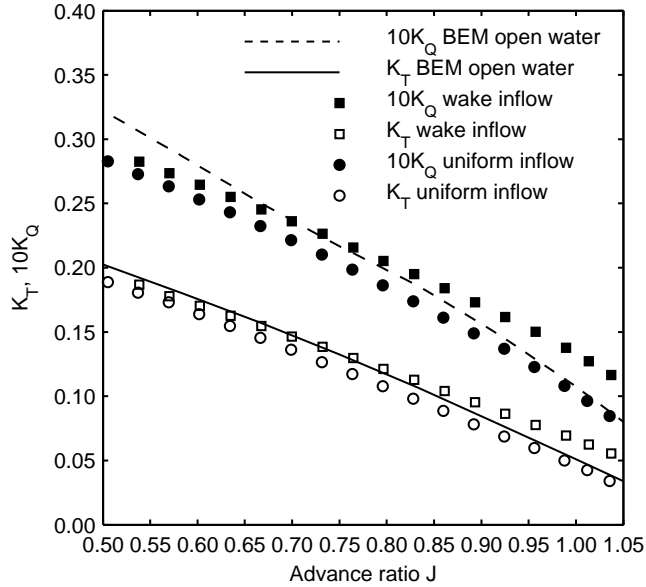 0.40
0.35
0.30
0.25
0.20
0.15
0.10
0.05
0.00
K_T, 10K_Q
10K_Q BEM open water
K_T BEM open water
10K_Q wake inflow
K_T wake inflow
10K_Q uniform inflow
K_T uniform inflow
0.50 0.55 0.60 0.65 0.70 0.75 0.80 0.85 0.90 0.95 1.00 1.05
Advance ratio J